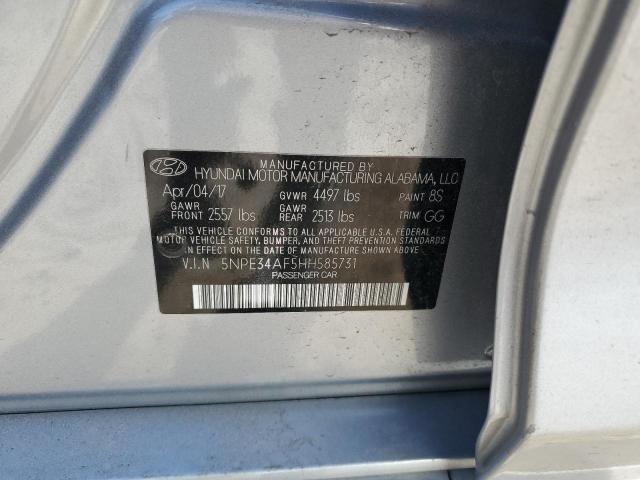 MANUFACTURED BY
HYUNDAI MOTOR MANUFACTURING ALABAMA, LLC
Apr/04/17 GVWR 4497 lbs PAINT 8S
GAWR FRONT 2557 lbs GAWR REAR 2513 lbs TRIM GG
THIS VEHICLE CONFORMS TO ALL APPLICABLE U.S.A. FEDERAL
MOTOR VEHICLE SAFETY, BUMPER, AND THEFT PREVENTION STANDARDS
IN EFFECT ON THE DATE OF MANUFACTURE SHOWN ABOVE.
V.I.N 5NPE34AF5HH585731
PASSENGER CAR